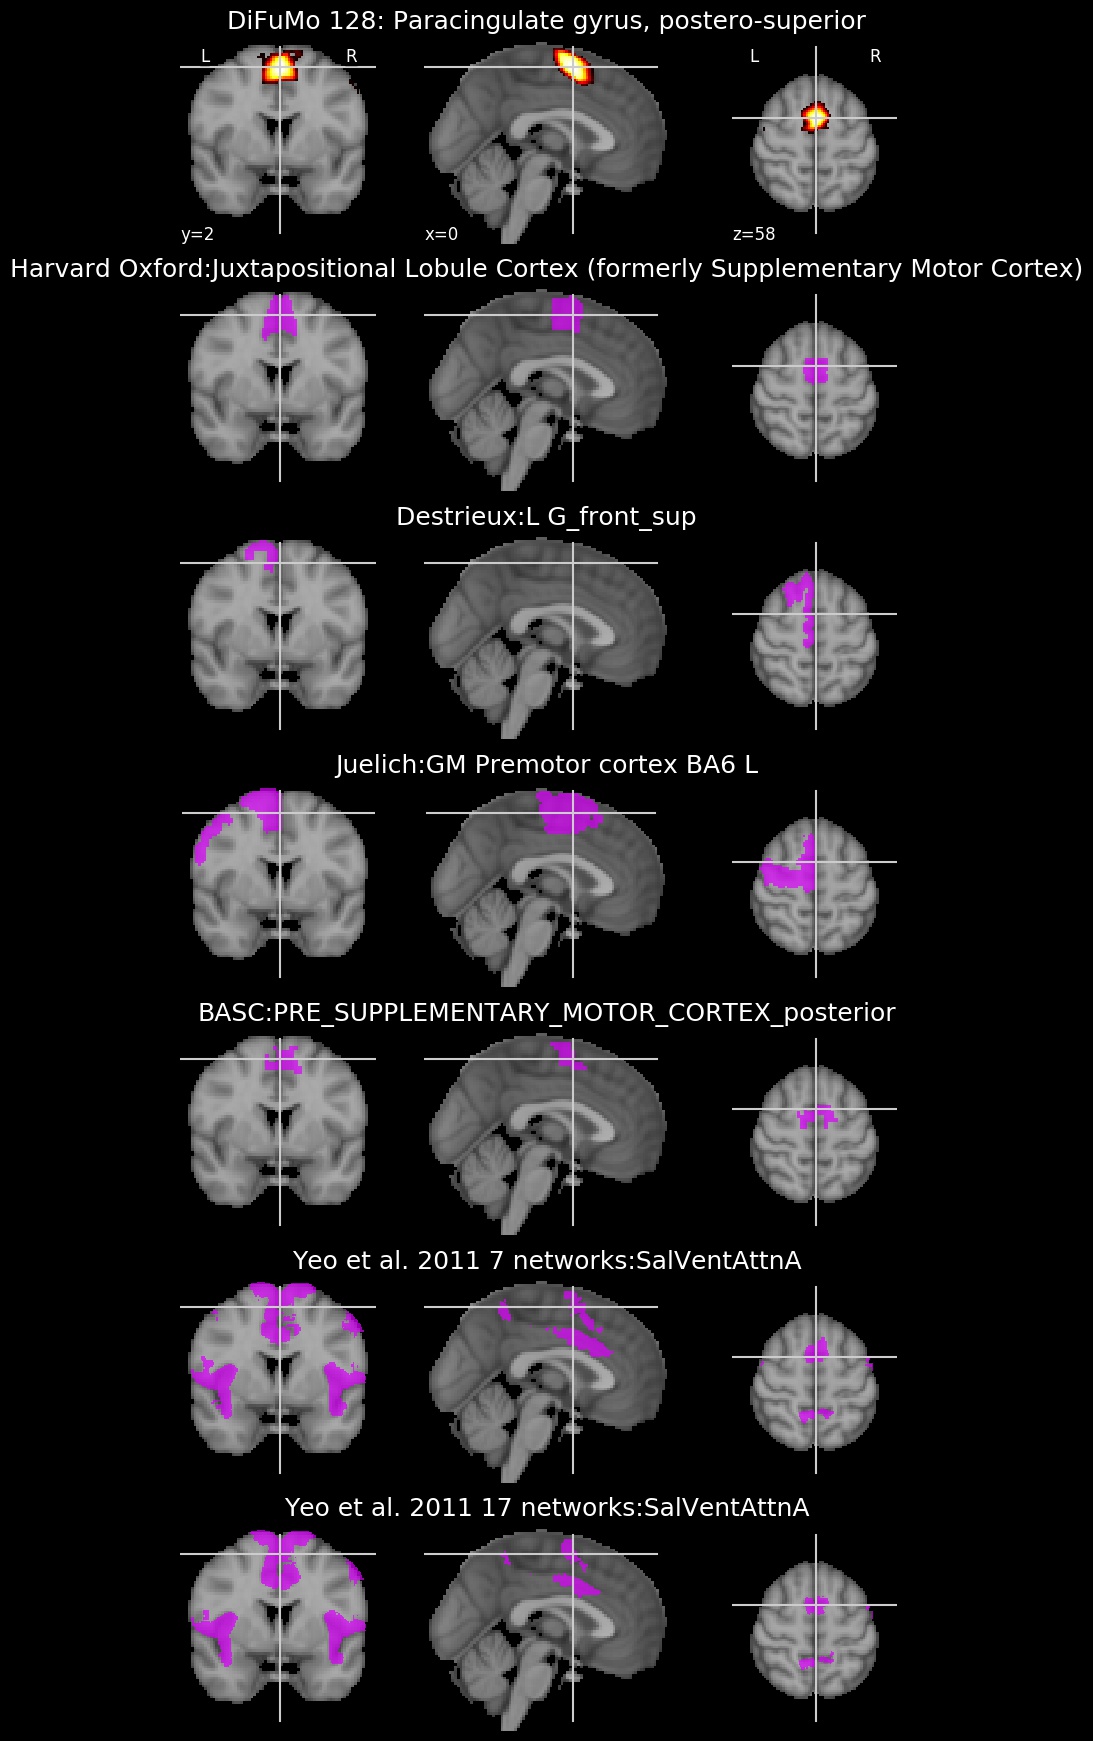 DiFuMo 128: Paracingulate gyrus, postero-superior
L R L R
y=2 x=0 z=58
Harvard Oxford:Juxtapositional Lobule Cortex (formerly Supplementary Motor Cortex)
Destrieux:L G_front_sup
Juelich:GM Premotor cortex BA6 L
BASC:PRE_SUPPLEMENTARY_MOTOR_CORTEX_posterior
Yeo et al. 2011 7 networks:SalVentAttnA
Yeo et al. 2011 17 networks:SalVentAttnA